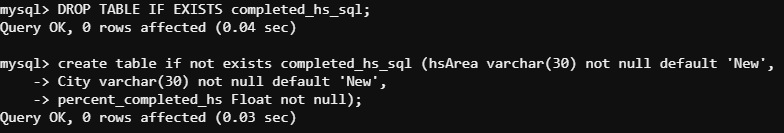 mysql> DROP TABLE IF EXISTS completed_hs_sql;
Query OK, 0 rows affected (0.04 sec)
mysql> create table if not exists completed_hs_sql (hsArea varchar(30) not null default 'New',
-> City varchar(30) not null default 'New',
-> percent_completed_hs Float not null);
Query OK, 0 rows affected (0.03 sec)